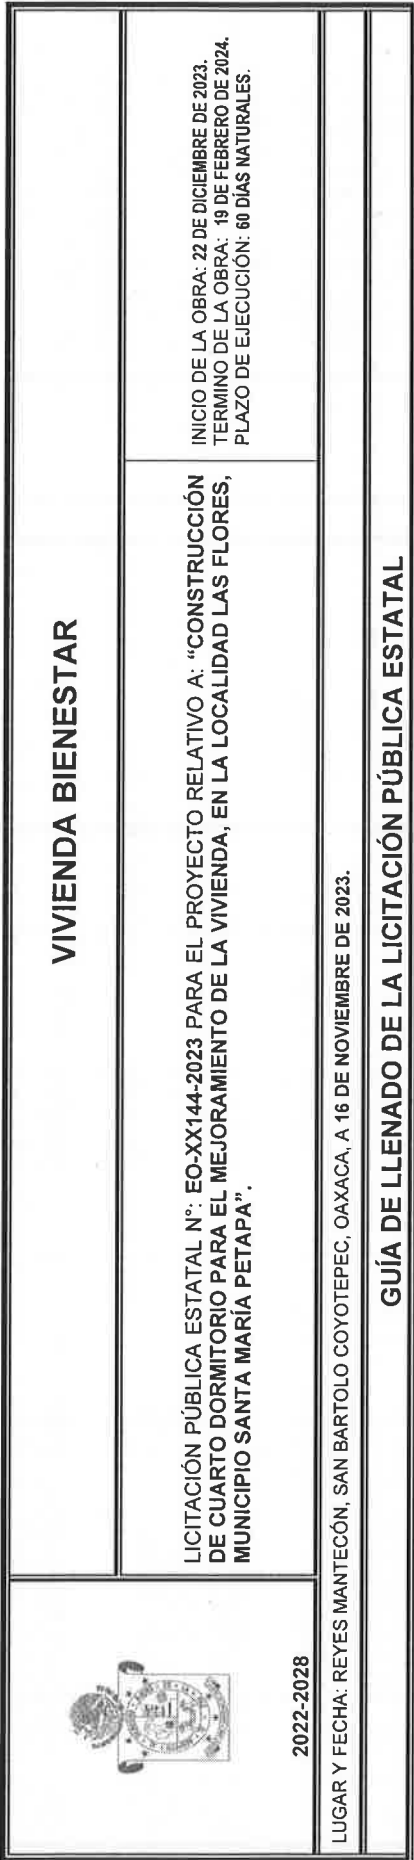 VIVIENDA BIENESTAR
LICITACIÓN PÚBLICA ESTATAL N°: EO-XX144-2023 PARA EL PROYECTO RELATIVO A: "CONSTRUCCIÓN
DE CUARTO DORMITORIO PARA EL MEJORAMIENTO DE LA VIVIENDA, EN LA LOCALIDAD LAS FLORES,
MUNICIPIO SANTA MARÍA PETAPA".
INICIO DE LA OBRA: 22 DE DICIEMBRE DE 2023.
TERMINO DE LA OBRA: 19 DE FEBRERO DE 2024.
PLAZO DE EJECUCIÓN: 60 DÍAS NATURALES.
2022-2028
LUGAR Y FECHA: REYES MANTECÓN, SAN BARTOLO COYOTEPEC, OAXACA, A 16 DE NOVIEMBRE DE 2023.
GUÍA DE LLENADO DE LA LICITACIÓN PÚBLICA ESTATAL